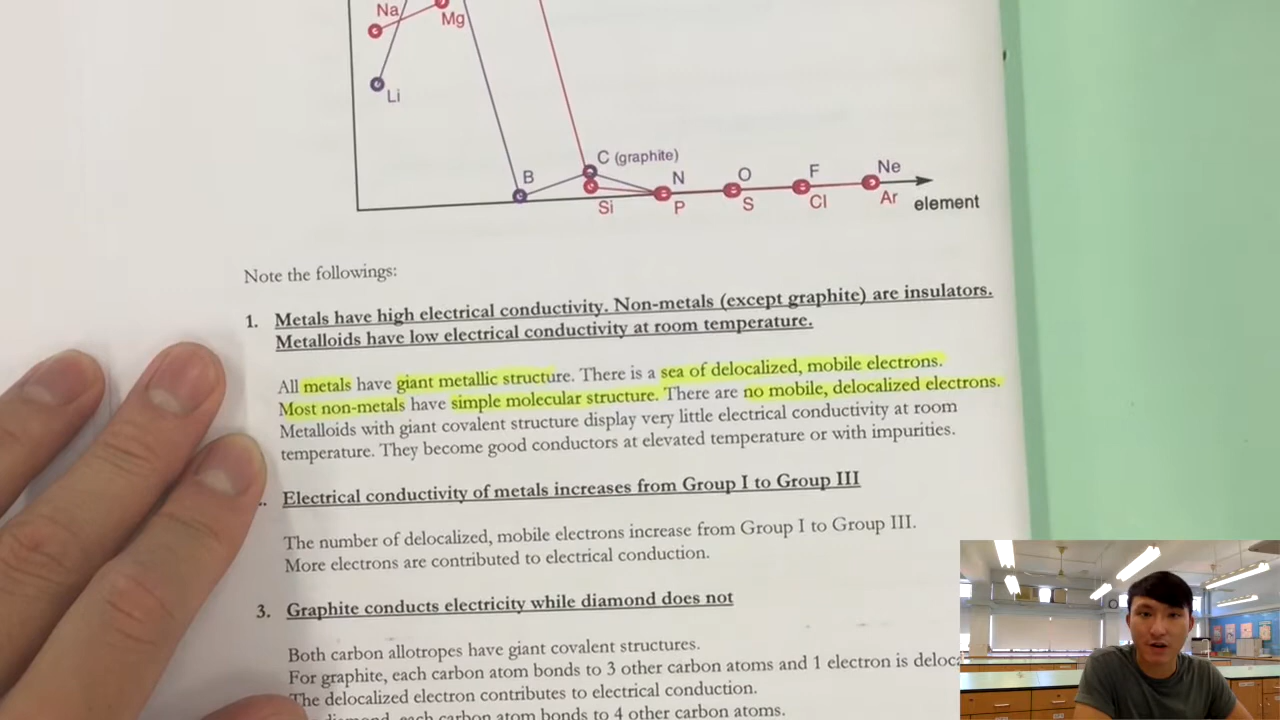 Na
Mg
Li
C (graphite)
B
N
O
F
Ne
Si
P
S
Cl
Ar
element
Note the followings:
1. Metals have high electrical conductivity. Non-metals (except graphite) are insulators.
Metalloids have low electrical conductivity at room temperature.
All metals have giant metallic structure. There is a sea of delocalized, mobile electrons.
Most non-metals have simple molecular structure. There are no mobile, delocalized electrons.
Metalloids with giant covalent structure display very little electrical conductivity at room
temperature. They become good conductors at elevated temperature or with impurities.
Electrical conductivity of metals increases from Group I to Group III
The number of delocalized, mobile electrons increase from Group I to Group III.
More electrons are contributed to electrical conduction.
3. Graphite conducts electricity while diamond does not
Both carbon allotropes have giant covalent structures.
For graphite, each carbon atom bonds to 3 other carbon atoms and 1 electron is
The delocalized electron contributes to electrical conduction.
each carbon atom bonds to 4 other carbon atoms.